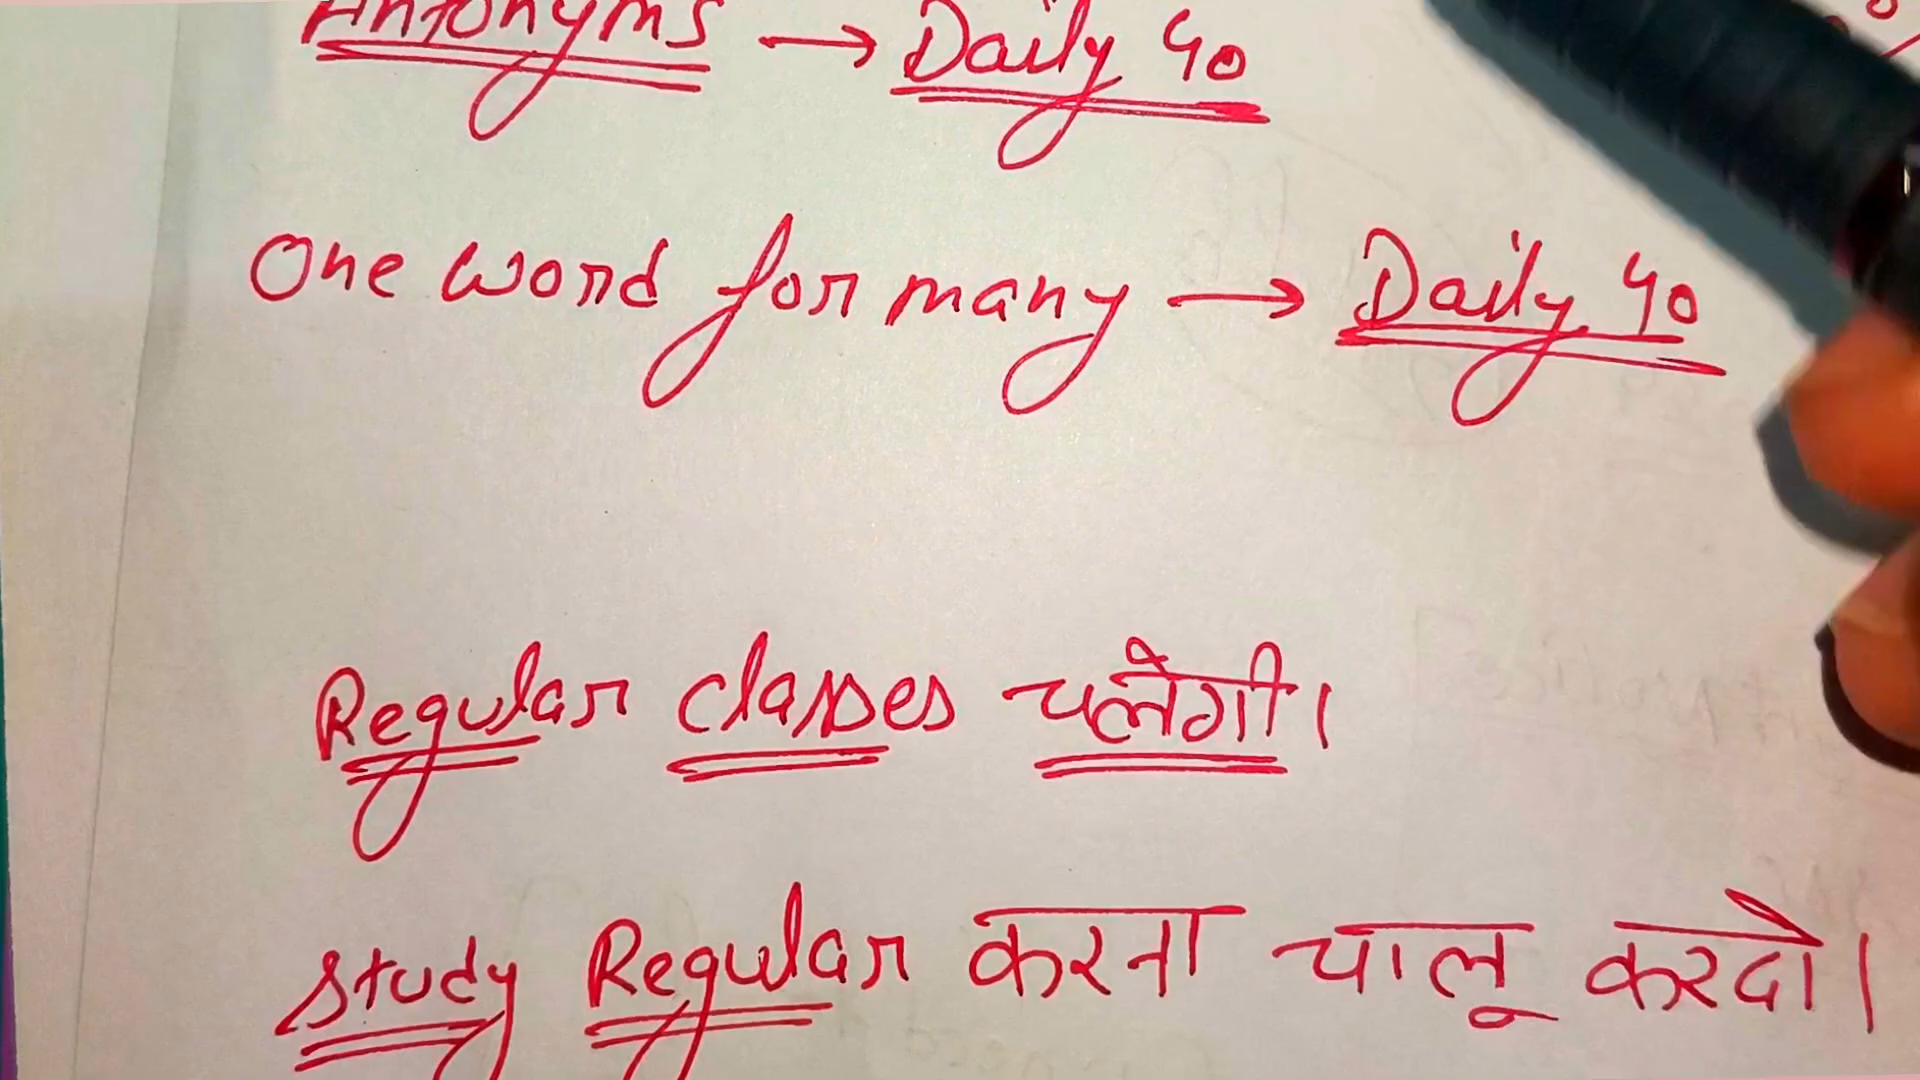 Antonyms → Daily 40
One word for many → Daily 40
Regular classes चलेगी।
Study Regular करना चालू करदो।